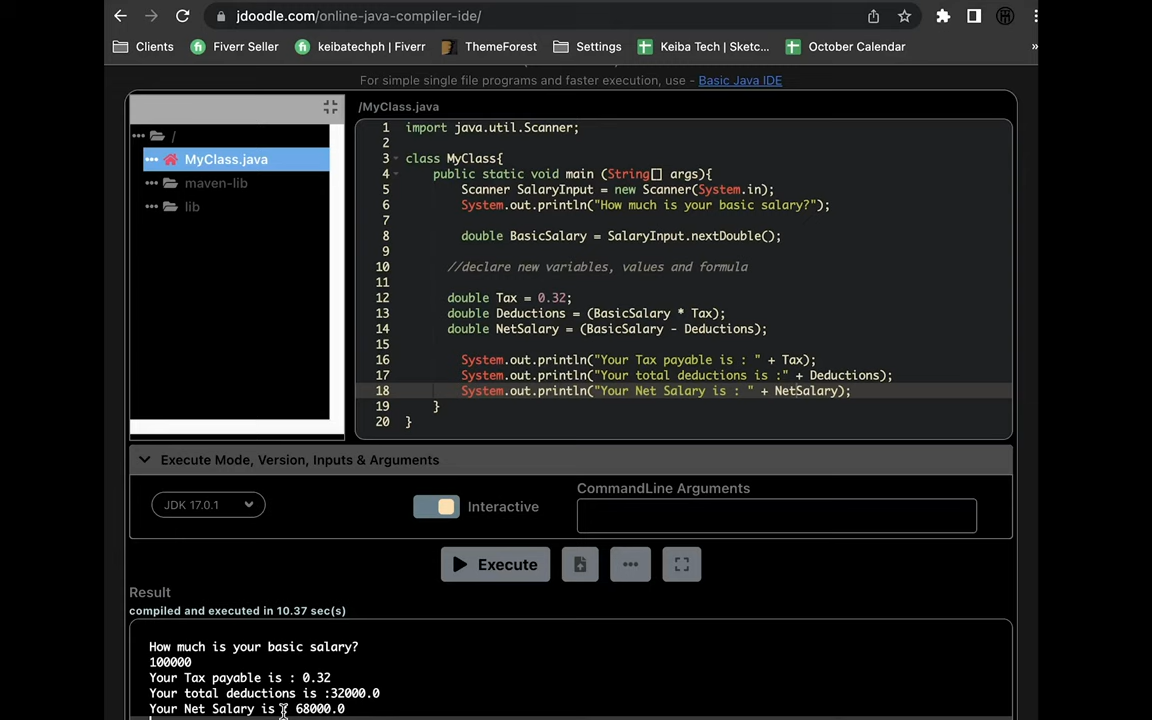 jdoodle.com/online-java-compiler-ide/
Clients Fiverr Seller keibatechph | Fiverr ThemeForest Settings Keiba Tech | Sketc... October Calendar »
For simple single file programs and faster execution, use - Basic Java IDE
/MyClass.java
/
MyClass.java
maven-lib
lib
1 import java.util.Scanner;
2
3 class MyClass{
4 public static void main (String[] args){
5 Scanner SalaryInput = new Scanner(System.in);
6 System.out.println("How much is your basic salary?");
7
8 double BasicSalary = SalaryInput.nextDouble();
9
10 //declare new variables, values and formula
11
12 double Tax = 0.32;
13 double Deductions = (BasicSalary * Tax);
14 double NetSalary = (BasicSalary - Deductions);
15
16 System.out.println("Your Tax payable is : " + Tax);
17 System.out.println("Your total deductions is :" + Deductions);
18 System.out.println("Your Net Salary is : " + NetSalary);
19 }
20 }
Execute Mode, Version, Inputs & Arguments
JDK 17.0.1
Interactive
CommandLine Arguments
Execute
Result
compiled and executed in 10.37 sec(s)
How much is your basic salary?
100000
Your Tax payable is : 0.32
Your total deductions is :32000.0
Your Net Salary is : 68000.0